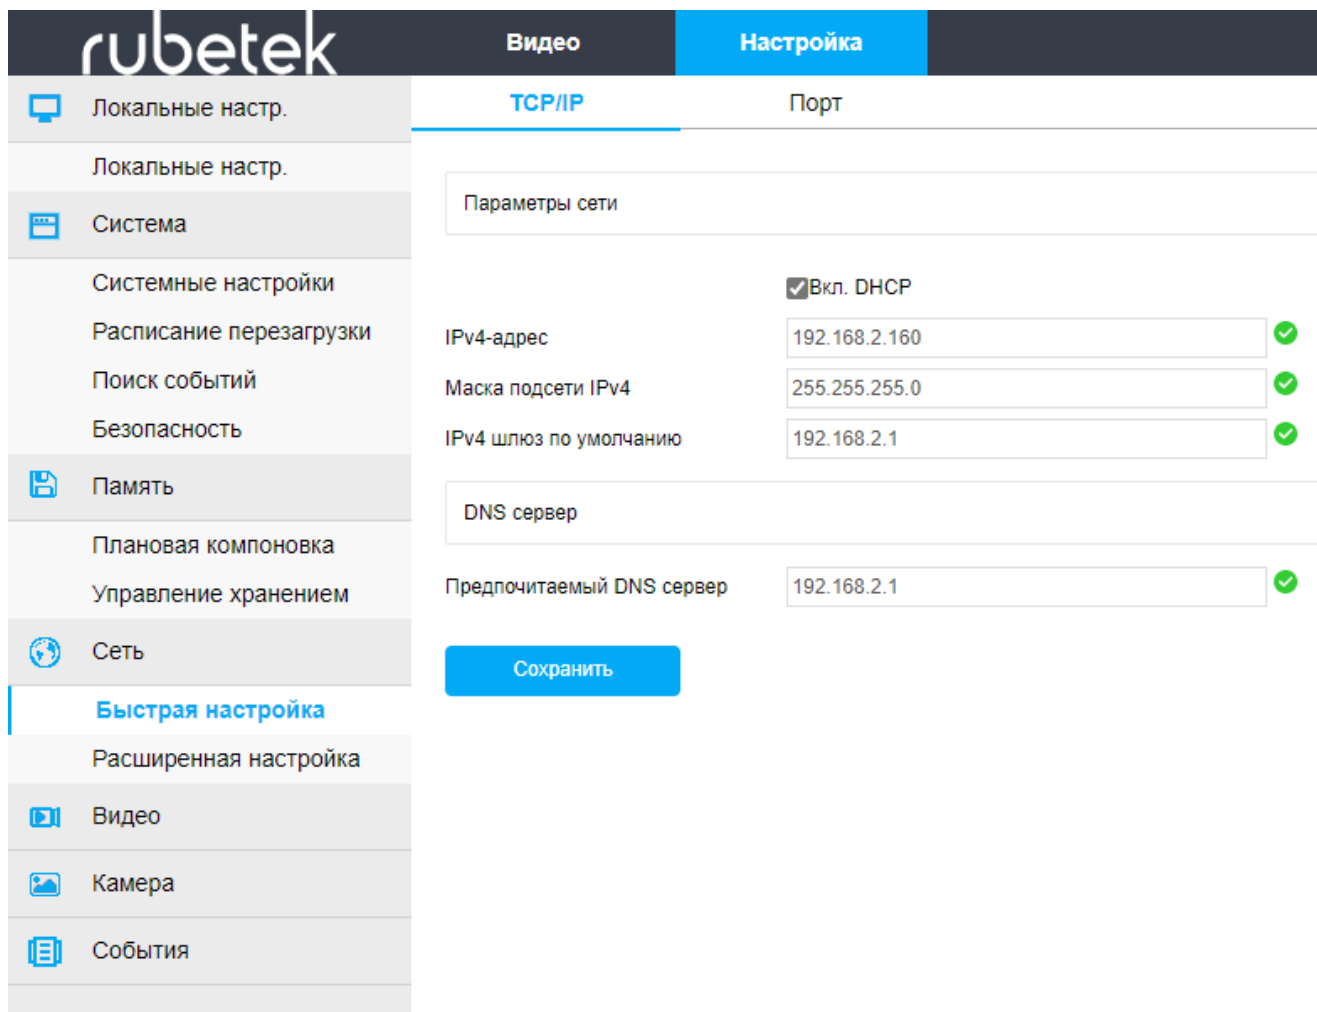 rubetek
Видео
Настройка
Локальные настр.
Локальные настр.
Система
Системные настройки
Расписание перезагрузки
Поиск событий
Безопасность
Память
Плановая компоновка
Управление хранением
Сеть
Быстрая настройка
Расширенная настройка
Видео
Камера
События
TCP/IP
Порт
Параметры сети
Вкл. DHCP
IPv4-адрес 192.168.2.160
Маска подсети IPv4 255.255.255.0
IPv4 шлюз по умолчанию 192.168.2.1
DNS сервер
Предпочитаемый DNS сервер 192.168.2.1
Сохранить